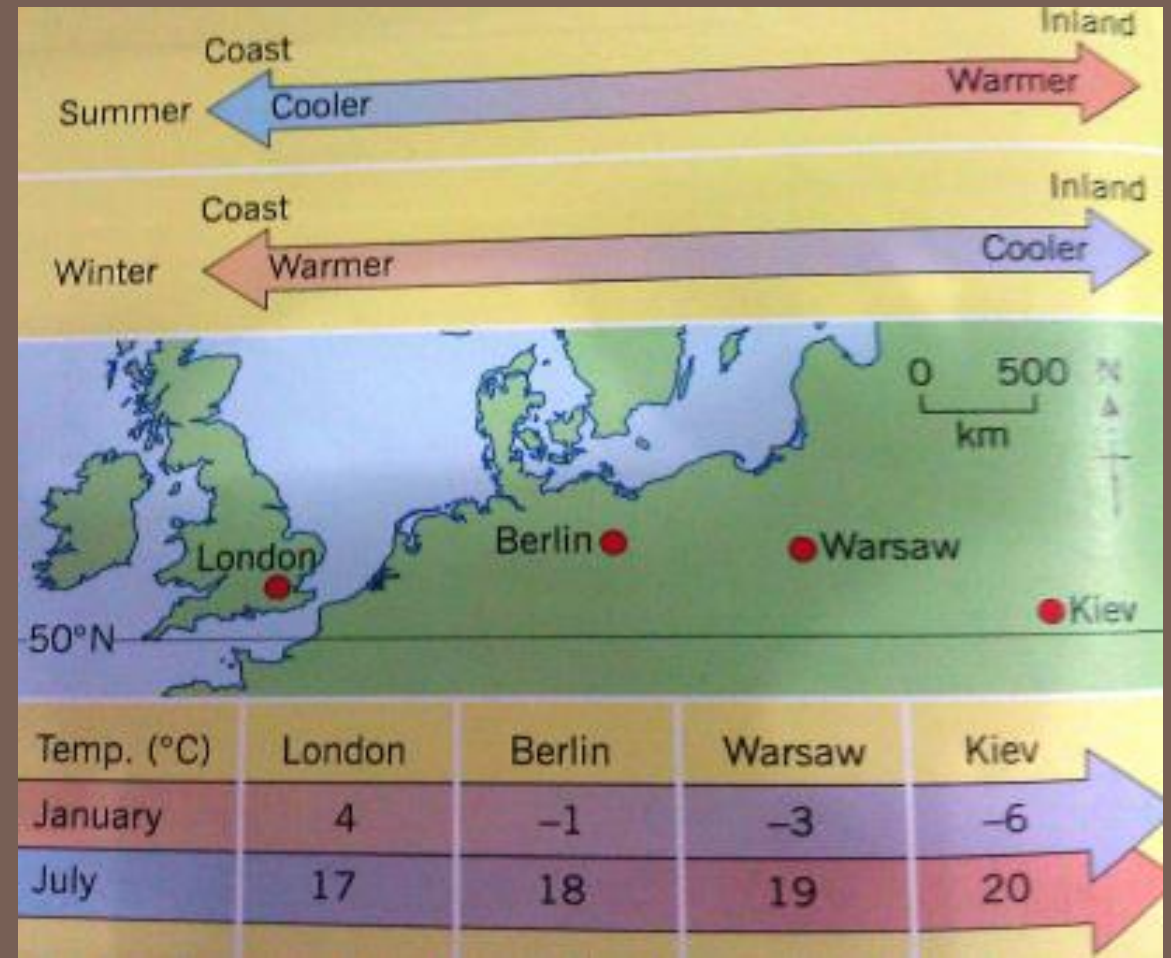 Inland
Coast
Warmer
Summer
Cooler
Inland
Coast
Cooler
Winter
Warmer
0 500
N
km
London
Berlin
Warsaw
Kiev
50°N
Temp. (°C) London Berlin Warsaw Kiev
January 4 –1 –3 –6
July 17 18 19 20